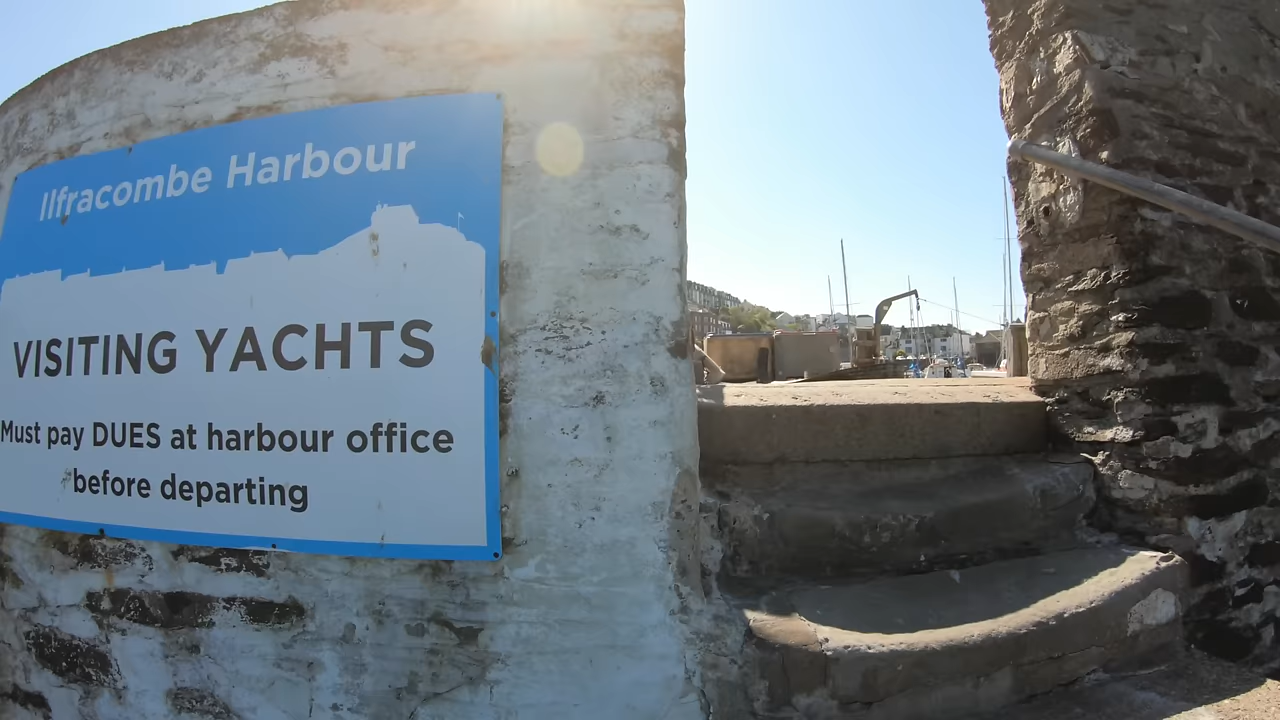 Ilfracombe Harbour
VISITING YACHTS
Must pay DUES at harbour office
before departing